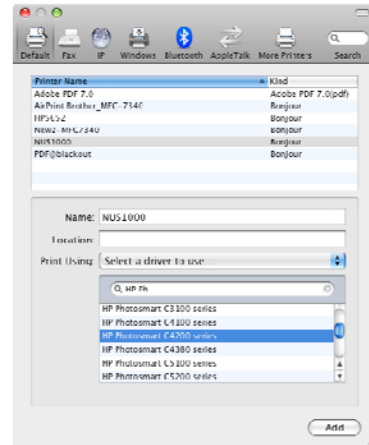 Default Fax IP Windows Bluetooth AppleTalk More Printers Search
Printer Name Kind
Adobe PDF 7.0 Adobe PDF 7.0(pdf)
AirPrint Brother_MFC-7340 Bonjour
Bonjour
New2-MFC7340 Bonjour
NUS1000 Bonjour
PDF@blackout Bonjour
Name: NUS1000
Location:
Print Using: Select a driver to use...
HP Ph
HP Photosmart C3100 series
HP Photosmart C4100 series
HP Photosmart C4200 series
HP Photosmart C4380 series
HP Photosmart C5100 series
HP Photosmart C5200 series
Add